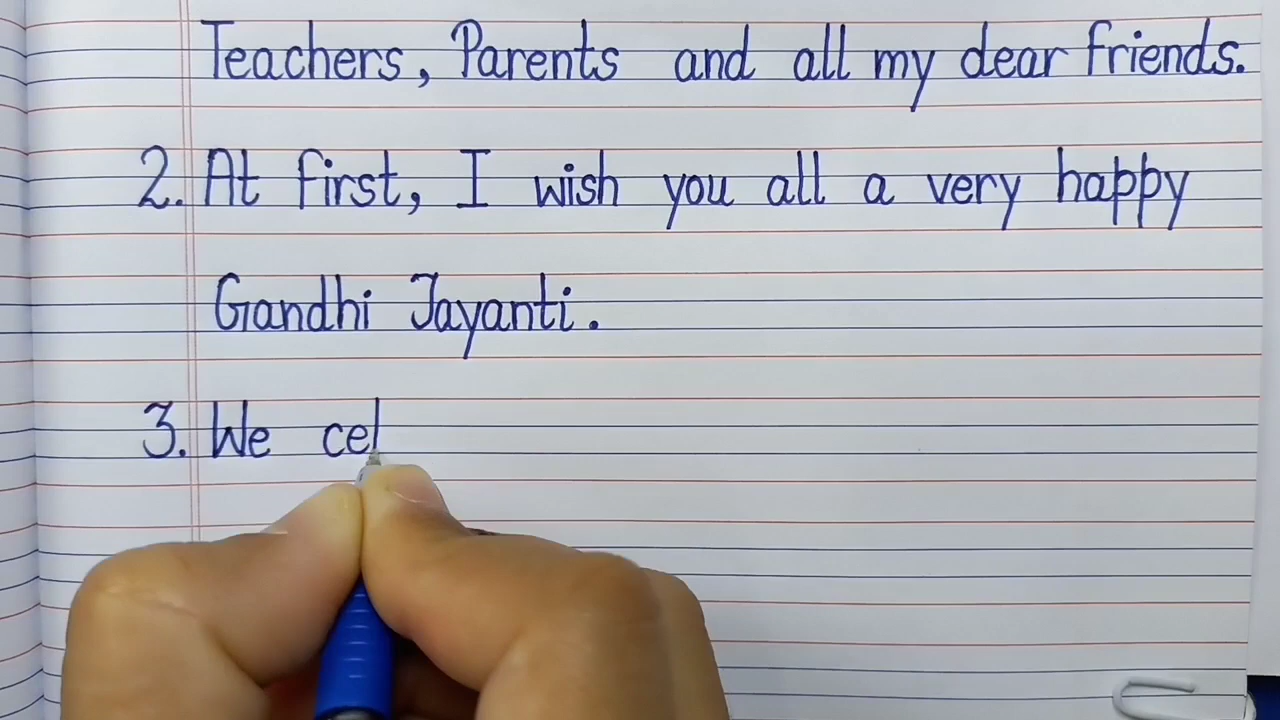 Teachers, Parents and all my dear friends.
2. At first, I wish you all a very happy
Gandhi Jayanti.
3. We cel